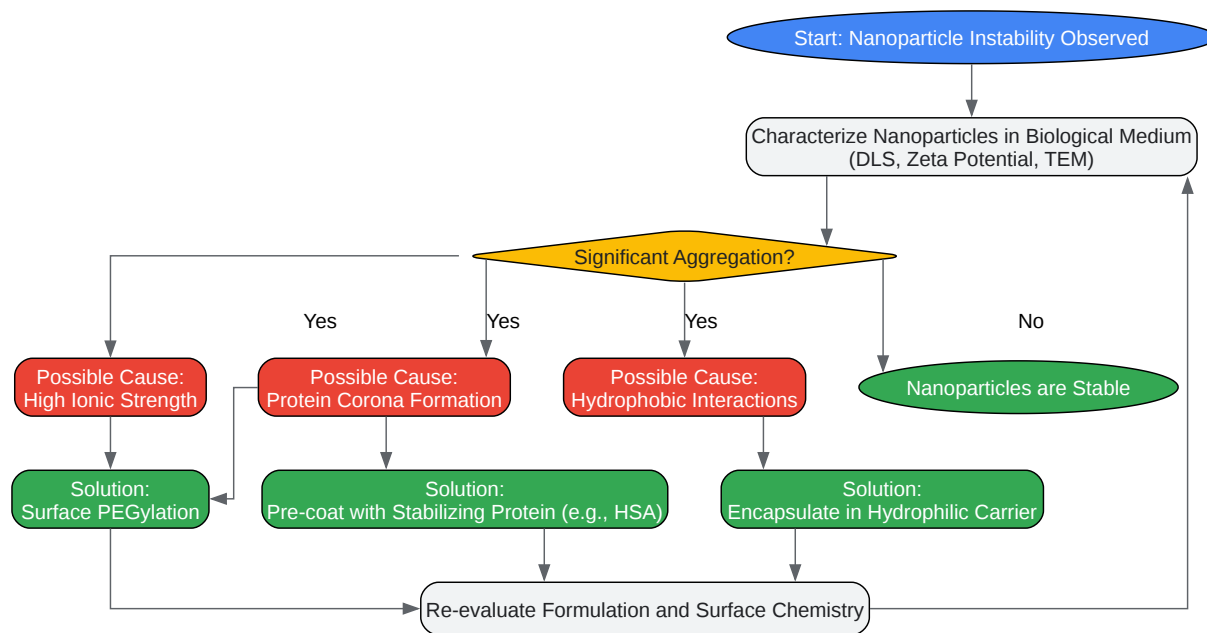 Start: Nanoparticle Instability Observed
Characterize Nanoparticles in Biological Medium
(DLS, Zeta Potential, TEM)
Significant Aggregation?
Yes
Yes
Yes
No
Possible Cause:
High Ionic Strength
Possible Cause:
Protein Corona Formation
Possible Cause:
Hydrophobic Interactions
Nanoparticles are Stable
Solution:
Surface PEGylation
Solution:
Pre-coat with Stabilizing Protein (e.g., HSA)
Solution:
Encapsulate in Hydrophilic Carrier
Re-evaluate Formulation and Surface Chemistry